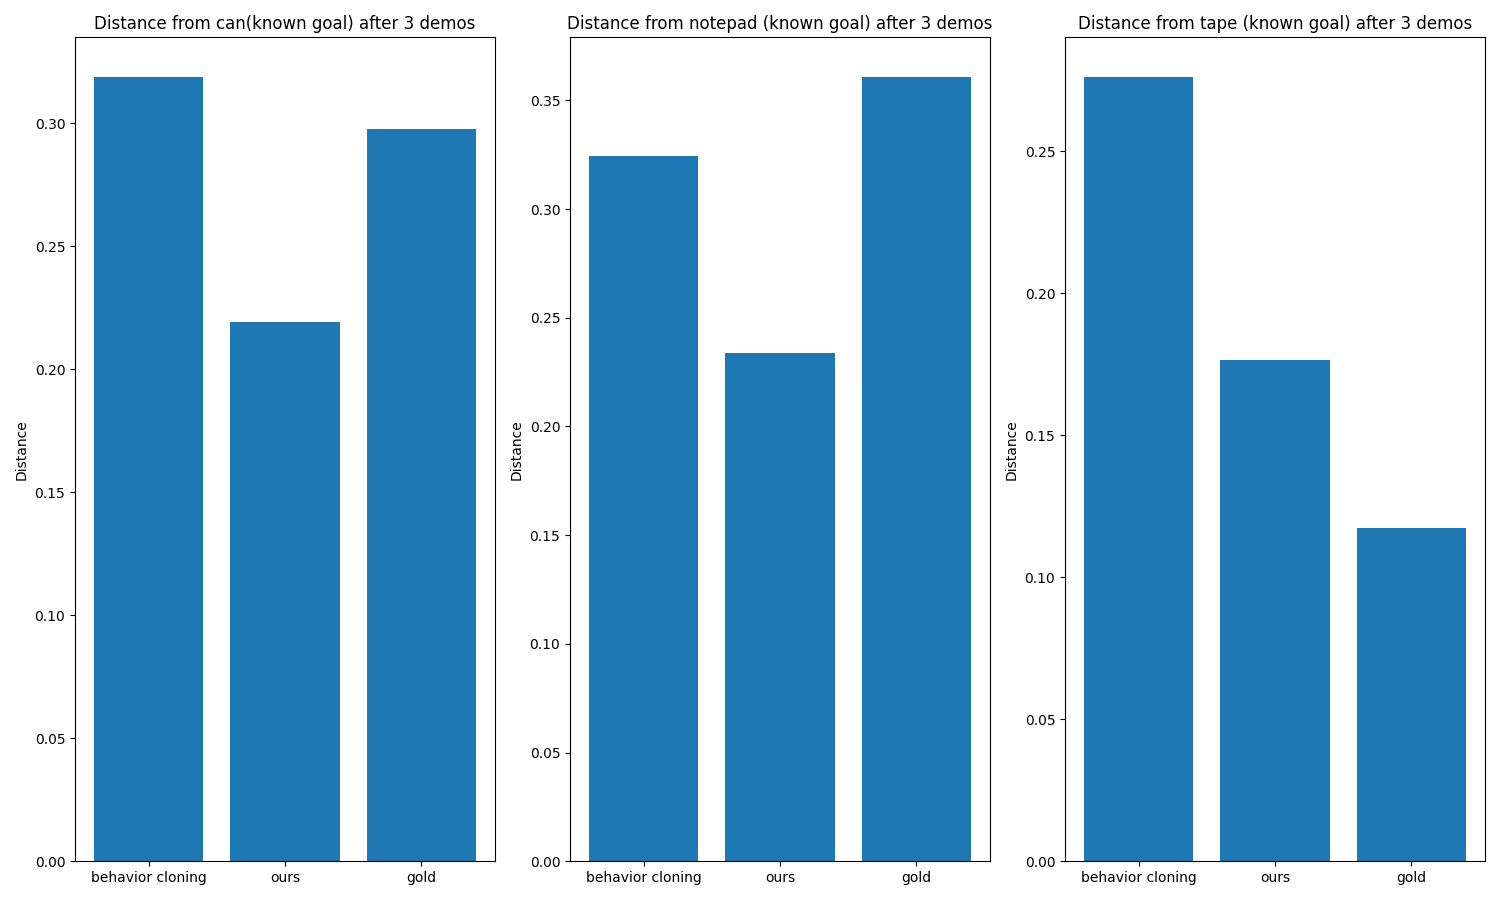 Distance from can(known goal) after 3 demos
Distance
0.30
0.25
0.20
0.15
0.10
0.05
0.00
behavior cloning
ours
gold
Distance from notepad (known goal) after 3 demos
Distance
0.35
0.30
0.25
0.20
0.15
0.10
0.05
0.00
behavior cloning
ours
gold
Distance from tape (known goal) after 3 demos
Distance
0.25
0.20
0.15
0.10
0.05
0.00
behavior cloning
ours
gold